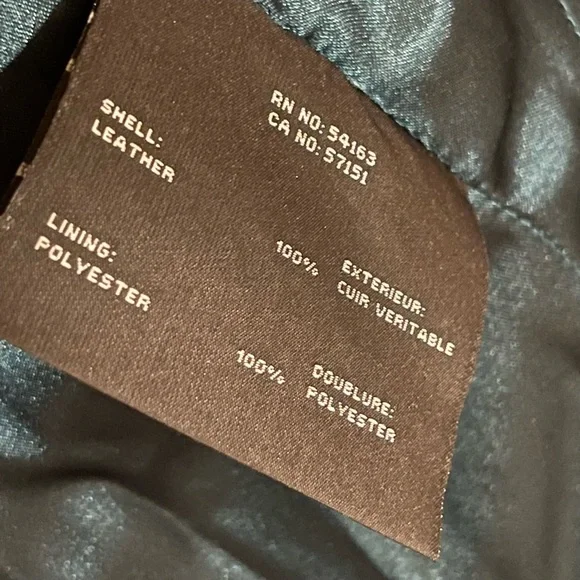 RN NO: 54163
CA NO: 57151
SHELL:
LEATHER
100%
EXTERIEUR:
CUIR VERITABLE
LINING:
POLYESTER
100%
DOUBLURE:
POLYESTER